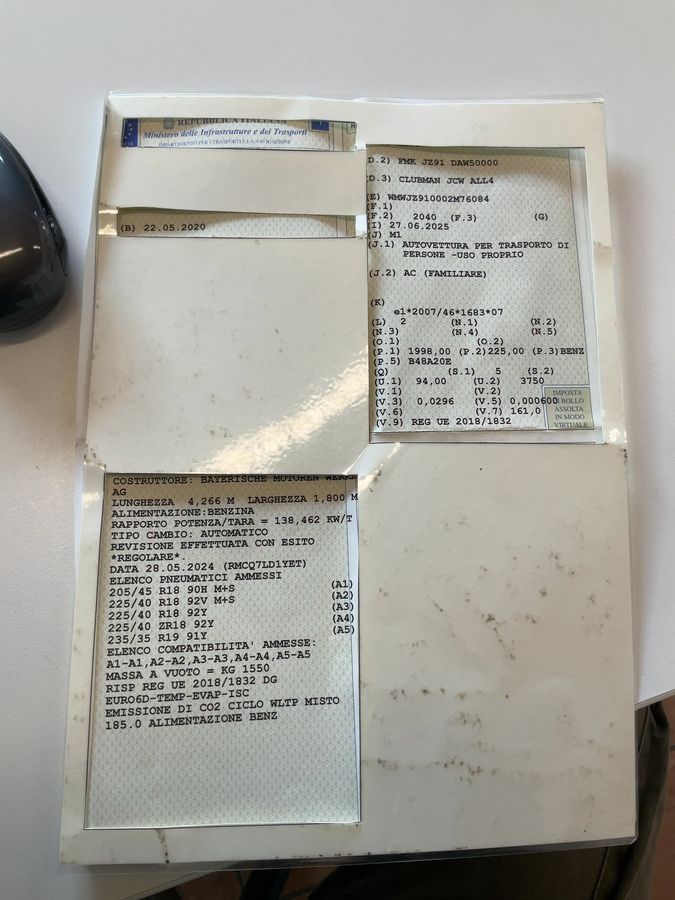 REPUBBLICA ITALIANA
Ministero delle Infrastrutture e dei Trasporti
DIPARTIMENTO PER I TRASPORTI E LA NAVIGAZIONE
(B) 22.05.2020
D.2) FMK JZ91 DAW50000
D.3) CLUBMAN JCW ALL4
(E) WMWJZ910002M76084
(F.1)
(F.2) 2040 (F.3) (G)
(I) 27.06.2025
(J) M1
(J.1) AUTOVETTURA PER TRASPORTO DI
PERSONE -USO PROPRIO
(J.2) AC (FAMILIARE)
(K)
e1*2007/46*1683*07
(L) 2 (N.1) (N.2)
(N.3) (N.4) (N.5)
(O.1) (O.2)
(P.1) 1998,00 (P.2)225,00 (P.3)BENZ
(P.5) B48A20E
(Q) (S.1) 5 (S.2)
(U.1) 94,00 (U.2) 3750
(V.1) (V.2)
(V.3) 0,0296 (V.5) 0,000600
(V.6) (V.7) 161,0
(V.9) REG UE 2018/1832
IMPOSTA
DI BOLLO
ASSOLTA
IN MODO
VIRTUALE
COSTRUTTORE: BAYERISCHE MOTOREN WERKE
AG
LUNGHEZZA 4,266 M LARGHEZZA 1,800 M
ALIMENTAZIONE:BENZINA
RAPPORTO POTENZA/TARA = 138,462 KW/T
TIPO CAMBIO: AUTOMATICO
REVISIONE EFFETTUATA CON ESITO
*REGOLARE*.
DATA 28.05.2024 (RMCQ7LD1YET)
ELENCO PNEUMATICI AMMESSI
205/45 R18 90H M+S (A1)
225/40 R18 92V M+S (A2)
225/40 R18 92Y (A3)
225/40 ZR18 92Y (A4)
235/35 R19 91Y (A5)
ELENCO COMPATIBILITA' AMMESSE:
A1-A1,A2-A2,A3-A3,A4-A4,A5-A5
MASSA A VUOTO = KG 1550
RISP REG UE 2018/1832 DG
EURO6D-TEMP-EVAP-ISC
EMISSIONE DI CO2 CICLO WLTP MISTO
185.0 ALIMENTAZIONE BENZ